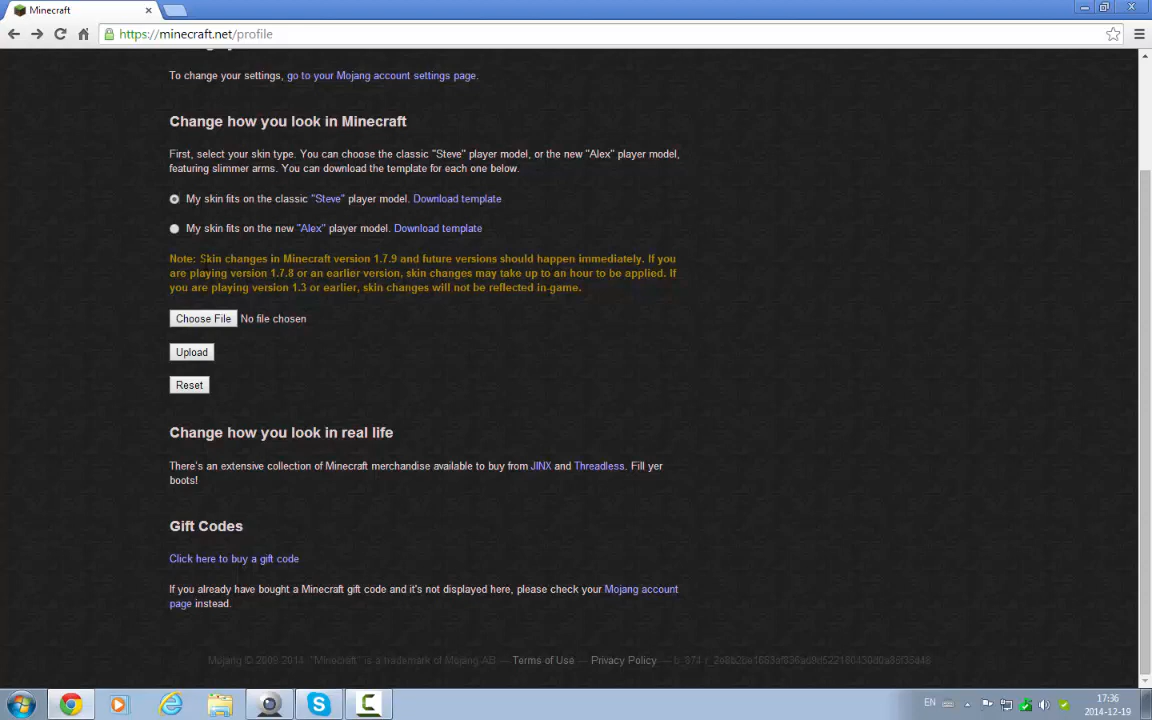 Minecraft
https://minecraft.net/profile
To change your settings, go to your Mojang account settings page.
Change how you look in Minecraft
First, select your skin type. You can choose the classic "Steve" player model, or the new "Alex" player model,
featuring slimmer arms. You can download the template for each one below.
My skin fits on the classic "Steve" player model. Download template
My skin fits on the new "Alex" player model. Download template
Note: Skin changes in Minecraft version 1.7.9 and future versions should happen immediately. If you
are playing version 1.7.8 or an earlier version, skin changes may take up to an hour to be applied. If
you are playing version 1.3 or earlier, skin changes will not be reflected in-game.
Choose File No file chosen
Upload
Reset
Change how you look in real life
There's an extensive collection of Minecraft merchandise available to buy from JINX and Threadless. Fill yer
boots!
Gift Codes
Click here to buy a gift code
If you already have bought a Minecraft gift code and it's not displayed here, please check your Mojang account
page instead.
Mojang © 2009-2014. "Minecraft" is a trademark of Mojang AB — Terms of Use — Privacy Policy —
EN
17:36
2014-12-19